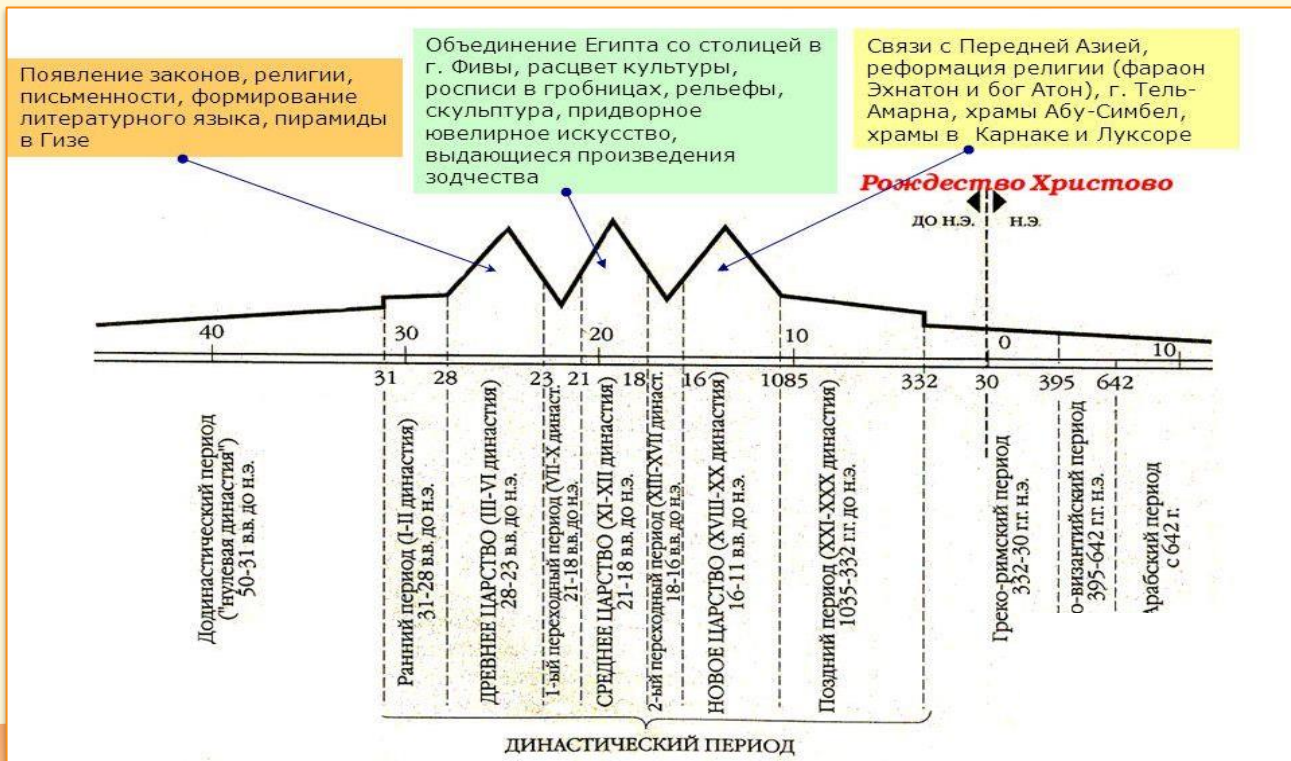 Появление законов, религии,
письменности, формирование
литературного языка, пирамиды
в Гизе
Объединение Египта со столицей в
г. Фивы, расцвет культуры,
росписи в гробницах, рельефы,
скульптура, придворное
ювелирное искусство,
выдающиеся произведения
зодчества
Связи с Передней Азией,
реформация религии (фараон
Эхнатон и бог Атон), г. Тель-
Амарна, храмы Абу-Симбел,
храмы в Карнаке и Луксоре
Рождество Христово
ДО Н.Э. Н.Э.
40 30 20 10 0 10
31 28 23 21 18 16 1085 332 30 395 642
Додинастический период
("нулевая династия")
50-31 в.в. до н.э.
Ранний период (I-II династия)
31-28 в.в. до н.э.
ДРЕВНЕЕ ЦАРСТВО (III-VI династия)
28-23 в.в. до н.э.
1-ый переходный период (VII-X династ.
21-18 в.в. до н.э.
СРЕДНЕЕ ЦАРСТВО (XI-XII династия)
21-18 в.в. до н.э.
2-ый переходный период (XIII-XVII династ.
18-16 в.в. до н.э.
НОВОЕ ЦАРСТВО (XVIII-XX династия)
16-11 в.в. до н.э.
Поздний период (XXI-XXX династия)
1035-332 г.г. до н.э.
Греко-римский период
332-30 г.г. н.э.
о-византийский период
395-642 г.г. н.э.
Арабский период
с 642 г.
ДИНАСТИЧЕСКИЙ ПЕРИОД